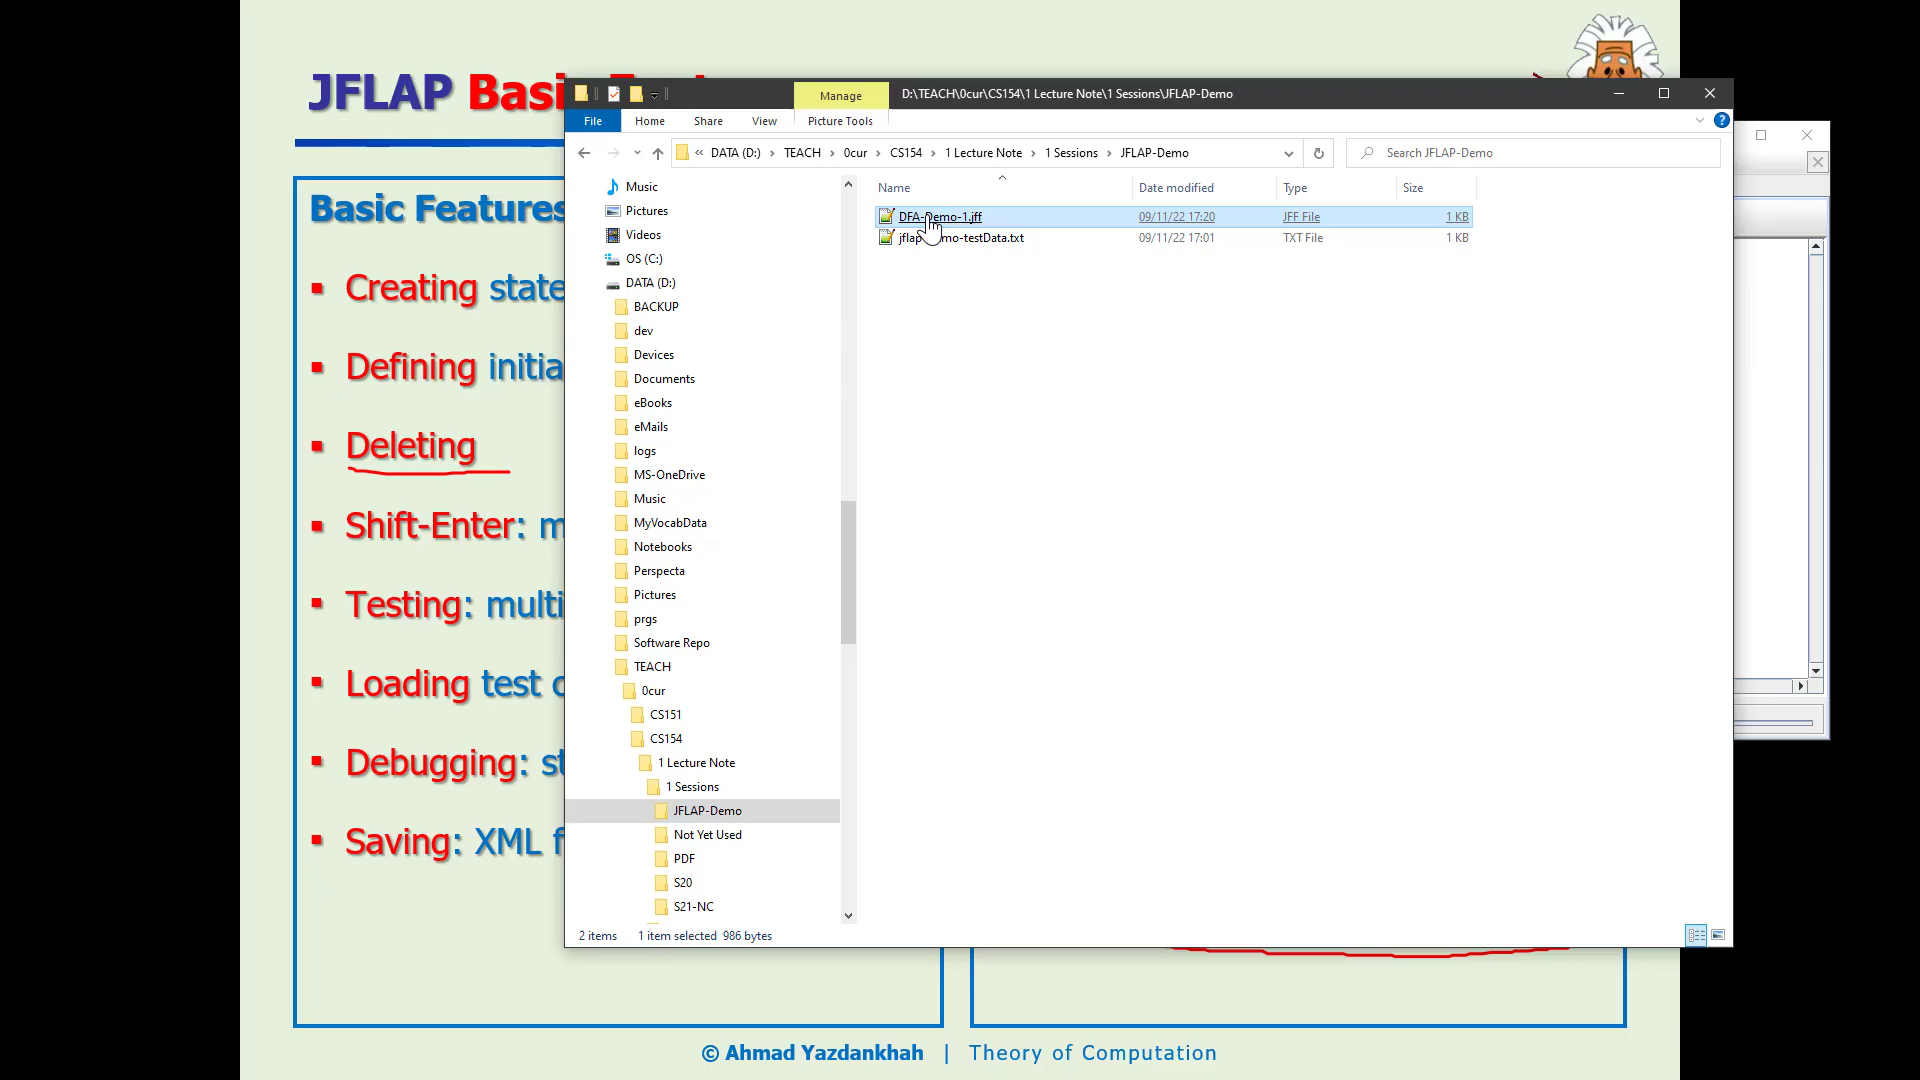 JFLAP Basi
Manage
D:\TEACH\0cur\CS154\1 Lecture Note\1 Sessions\JFLAP-Demo
File
Home
Share
View
Picture Tools
« DATA (D:) › TEACH › 0cur › CS154 › 1 Lecture Note › 1 Sessions › JFLAP-Demo
Search JFLAP-Demo
Name
Date modified
Type
Size
DFA-Demo-1.jff 09/11/22 17:20 JFF File 1 KB
09/11/22 17:01 TXT File 1 KB
Music
Pictures
Videos
OS (C:)
DATA (D:)
BACKUP
dev
Devices
Documents
eBooks
eMails
logs
MS-OneDrive
Music
MyVocabData
Notebooks
Perspecta
Pictures
prgs
Software Repo
TEACH
0cur
CS151
CS154
1 Lecture Note
1 Sessions
JFLAP-Demo
Not Yet Used
PDF
S20
S21-NC
2 items
1 item selected 986 bytes
Basic Features
▪ Creating state
▪ Defining initia
▪ Deleting
▪ Shift-Enter: m
▪ Testing: multi
▪ Loading test
▪ Debugging: st
▪ Saving: XML f
© Ahmad Yazdankhah | Theory of Computation